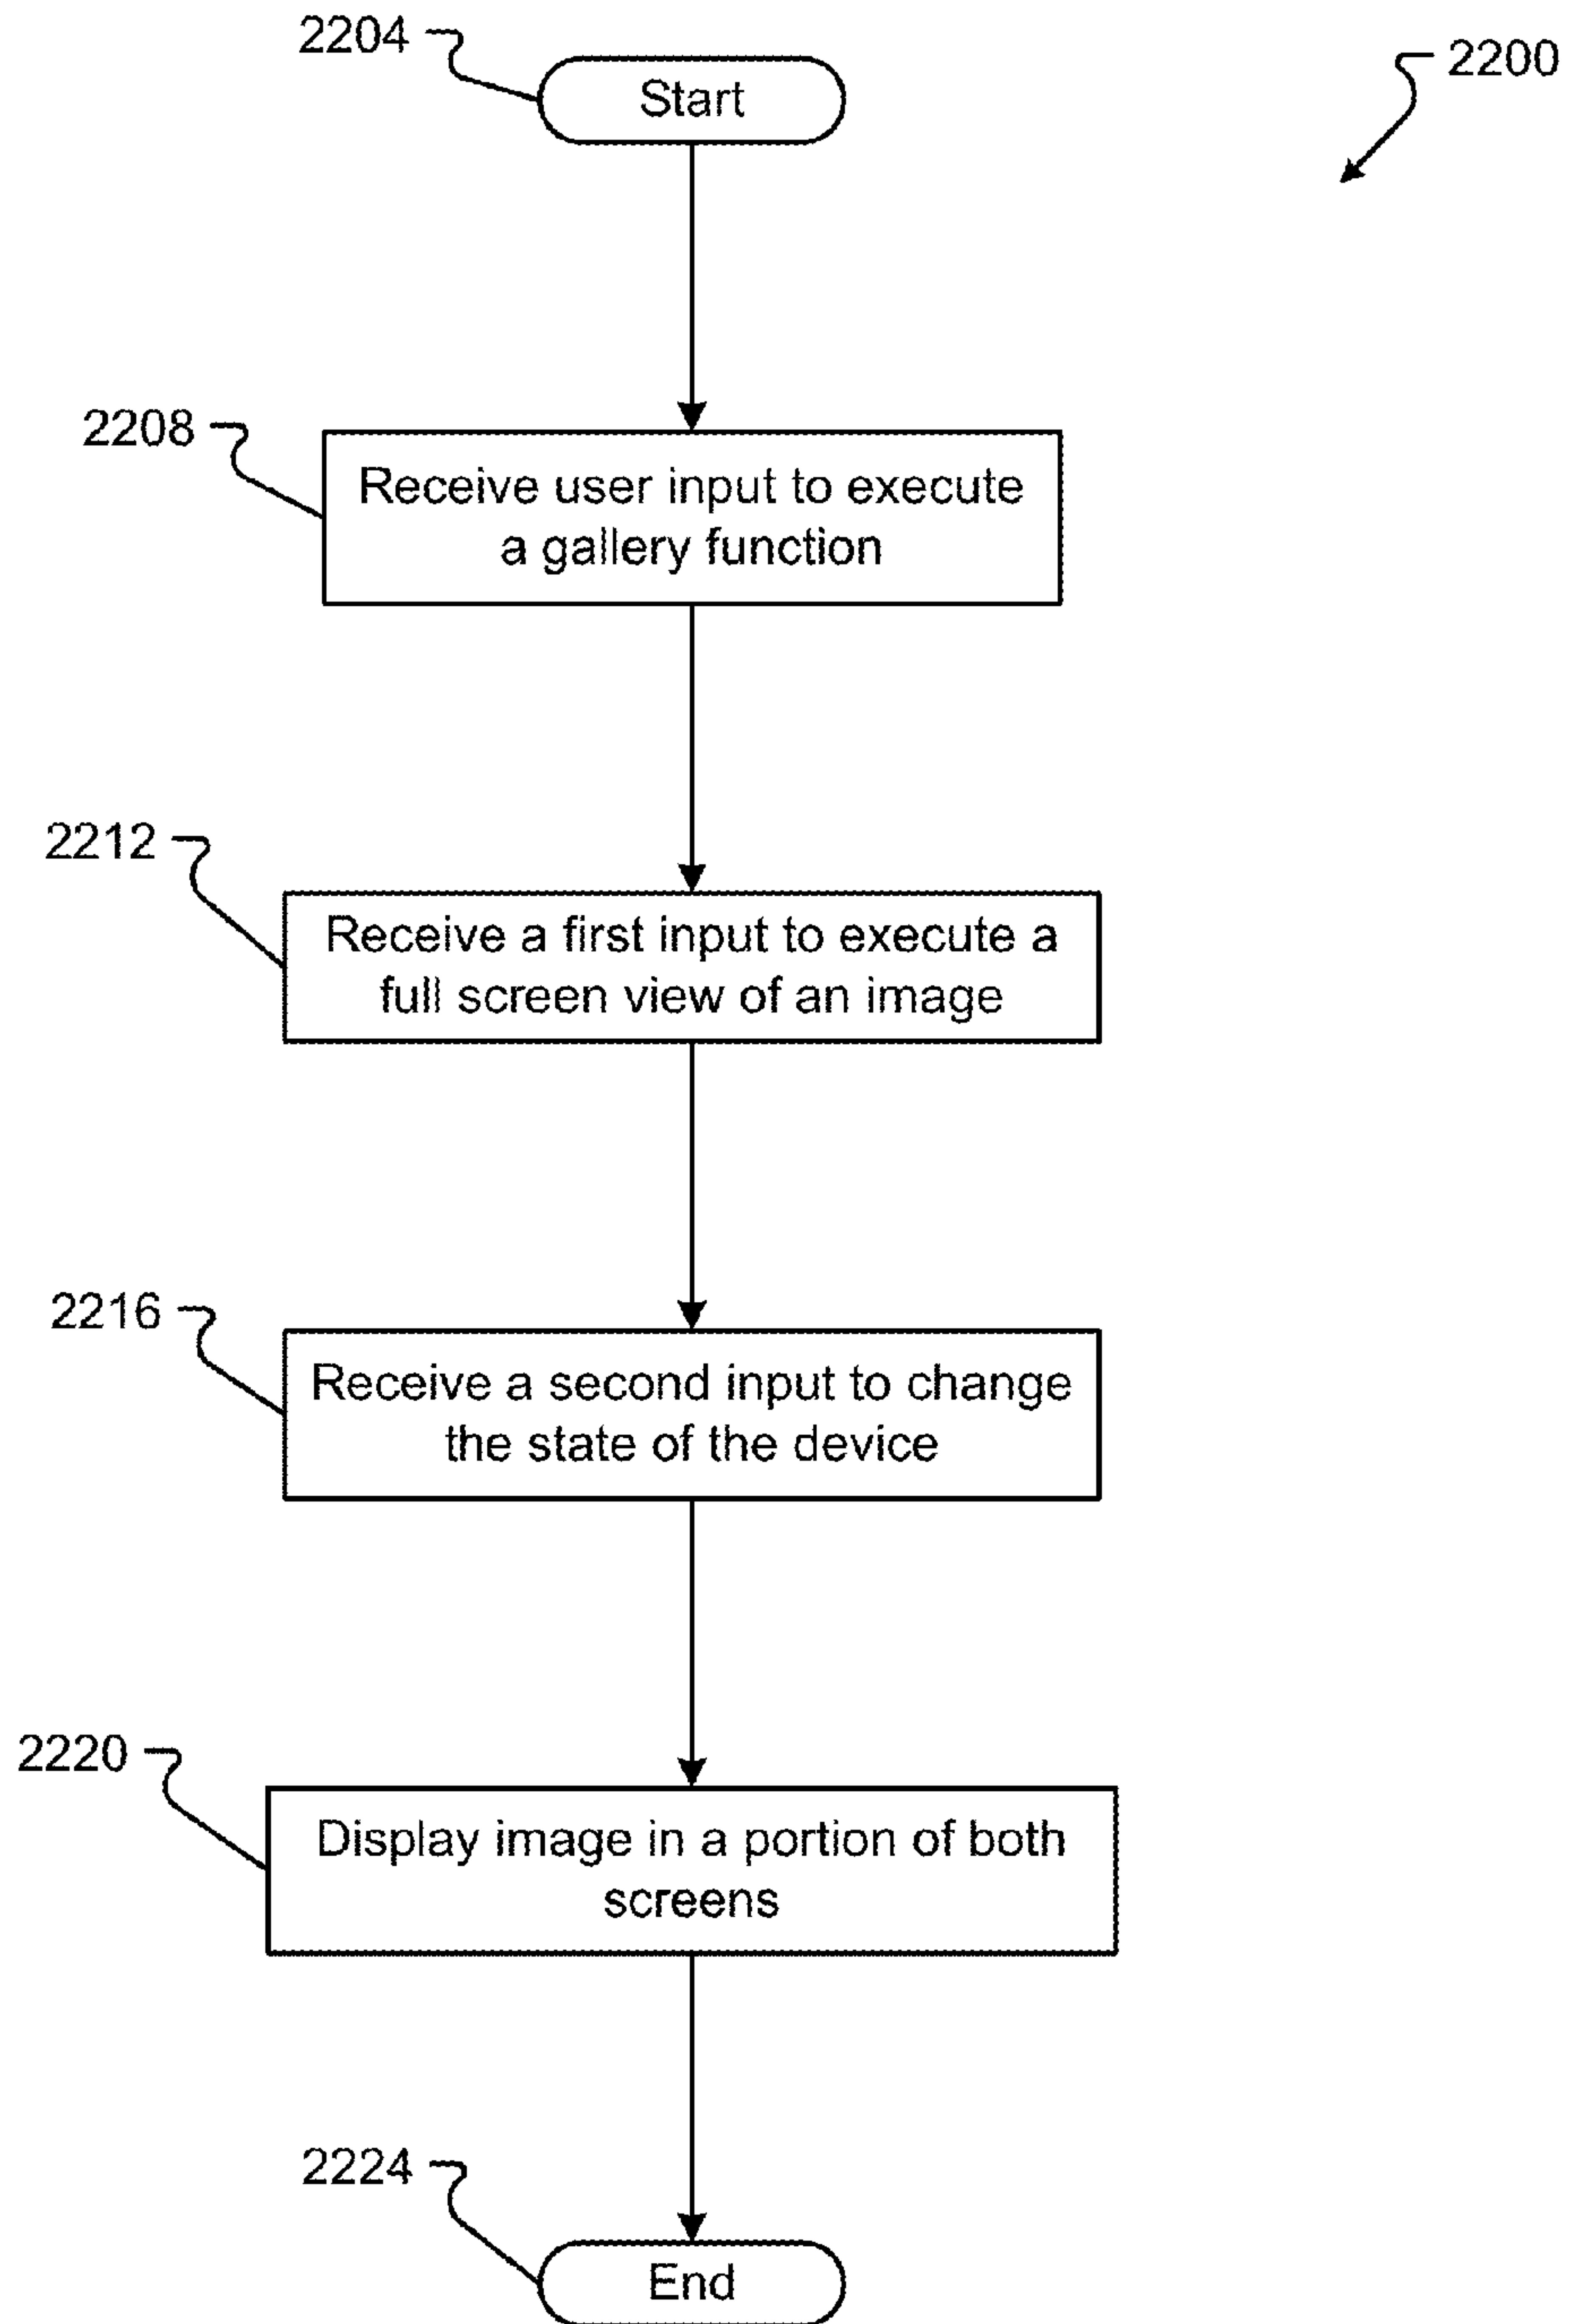 2204
Start
2200
2208
Receive user input to execute
a gallery function
2212
Receive a first input to execute a
full screen view of an image
2216
Receive a second input to change
the state of the device
2220
Display image in a portion of both
screens
2224
End